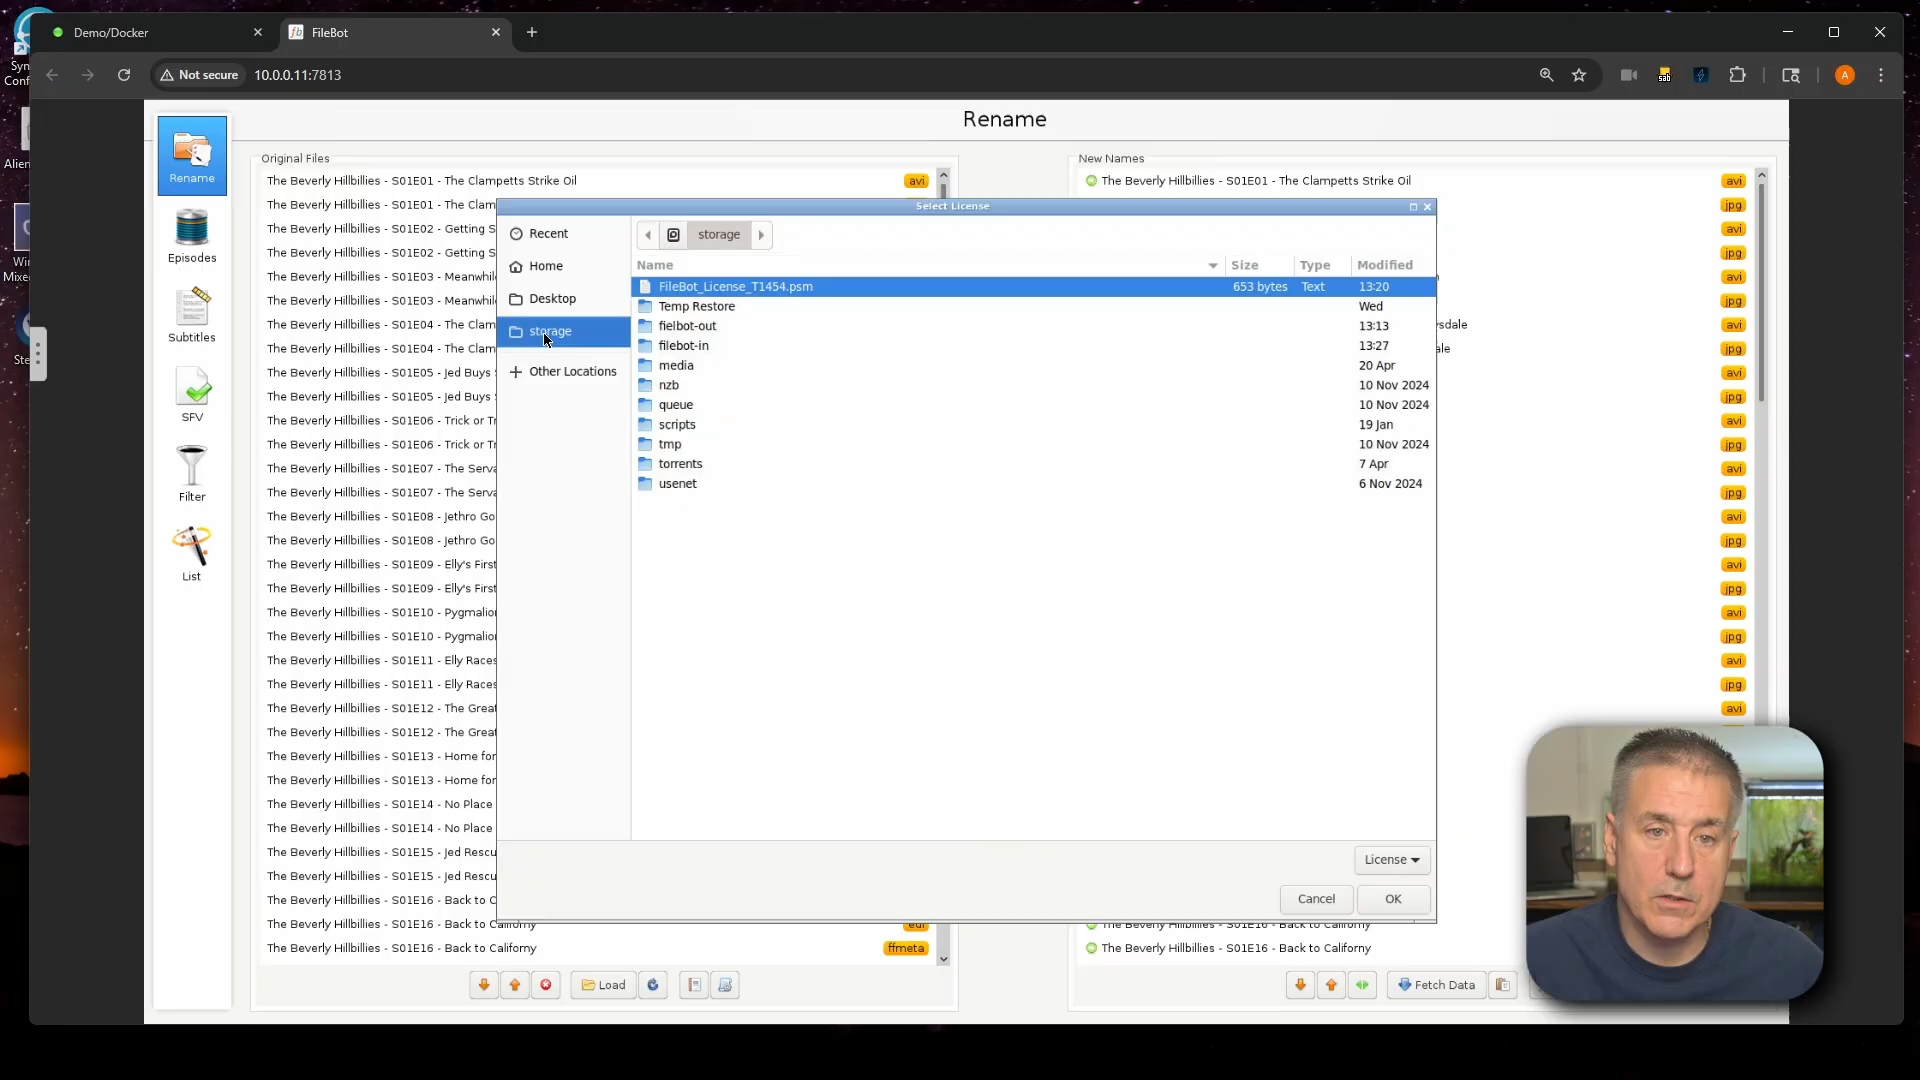 Demo/Docker
FileBot
Not secure
10.0.0.11:7813
sab
A
Rename
Rename
Episodes
Subtitles
SFV
Filter
List
Original Files
The Beverly Hillbillies - S01E01 - The Clampetts Strike Oil avi
The Beverly Hillbillies - S01E01 - The Clam
The Beverly Hillbillies - S01E02 - Getting S
The Beverly Hillbillies - S01E02 - Getting S
The Beverly Hillbillies - S01E03 - Meanwhil
The Beverly Hillbillies - S01E03 - Meanwhil
The Beverly Hillbillies - S01E04 - The Clam
The Beverly Hillbillies - S01E04 - The Clam
The Beverly Hillbillies - S01E05 - Jed Buys
The Beverly Hillbillies - S01E05 - Jed Buys
The Beverly Hillbillies - S01E06 - Trick or Tr
The Beverly Hillbillies - S01E06 - Trick or Tr
The Beverly Hillbillies - S01E07 - The Serva
The Beverly Hillbillies - S01E07 - The Serva
The Beverly Hillbillies - S01E08 - Jethro Go
The Beverly Hillbillies - S01E08 - Jethro Go
The Beverly Hillbillies - S01E09 - Elly's First
The Beverly Hillbillies - S01E09 - Elly's First
The Beverly Hillbillies - S01E10 - Pygmalion
The Beverly Hillbillies - S01E10 - Pygmalion
The Beverly Hillbillies - S01E11 - Elly Races
The Beverly Hillbillies - S01E11 - Elly Races
The Beverly Hillbillies - S01E12 - The Great
The Beverly Hillbillies - S01E12 - The Great
The Beverly Hillbillies - S01E13 - Home for
The Beverly Hillbillies - S01E13 - Home for
The Beverly Hillbillies - S01E14 - No Place
The Beverly Hillbillies - S01E14 - No Place
The Beverly Hillbillies - S01E15 - Jed Rescu
The Beverly Hillbillies - S01E15 - Jed Rescu
The Beverly Hillbillies - S01E16 - Back to C
The Beverly Hillbillies - S01E16 - Back to Californy
The Beverly Hillbillies - S01E16 - Back to Californy ffmeta
Load
Select License
Recent
Home
Desktop
storage
Other Locations
storage
Name Size Type Modified
FileBot_License_T1454.psm 653 bytes Text 13:20
Temp Restore Wed
fielbot-out 13:13
filebot-in 13:27
media 20 Apr
nzb 10 Nov 2024
queue 10 Nov 2024
scripts 19 Jan
tmp 10 Nov 2024
torrents 7 Apr
usenet 6 Nov 2024
License
Cancel
OK
New Names
The Beverly Hillbillies - S01E01 - The Clampetts Strike Oil avi
jpg
avi
jpg
avi
jpg
ysdale avi
ale jpg
avi
jpg
avi
jpg
avi
jpg
avi
jpg
avi
jpg
avi
jpg
avi
jpg
avi
The Beverly Hillbillies - S01E16 - Back to Californy
The Beverly Hillbillies - S01E16 - Back to Californy
Fetch Data